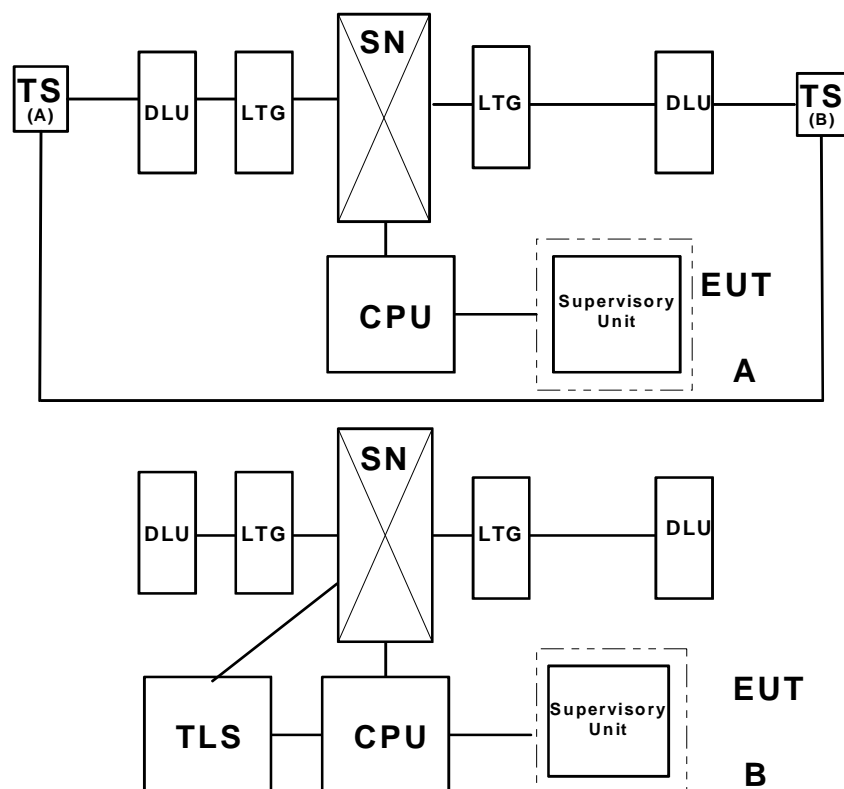 SN
TS
(A)
DLU
LTG
LTG
DLU
TS
(B)
CPU
Supervisory
Unit
EUT
A
SN
DLU
LTG
LTG
DLU
TLS
CPU
Supervisory
Unit
EUT
B